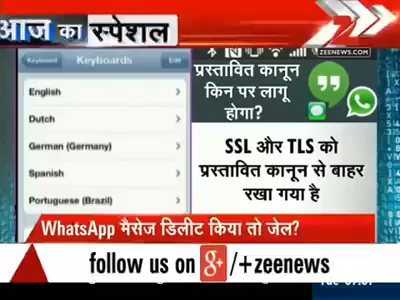 आज का स्पेशल
ZEENEWS.COM
Keyboard
Keyboards
Edit
English
Dutch
German (Germany)
Spanish
Portuguese (Brazil)
प्रस्तावित कानून
किन पर लागू
होगा?
SSL और TLS को
प्रस्तावित कानून से बाहर
रखा गया है
WhatsApp मैसेज डिलीट किया तो जेल?
follow us on g+ /+zeenews